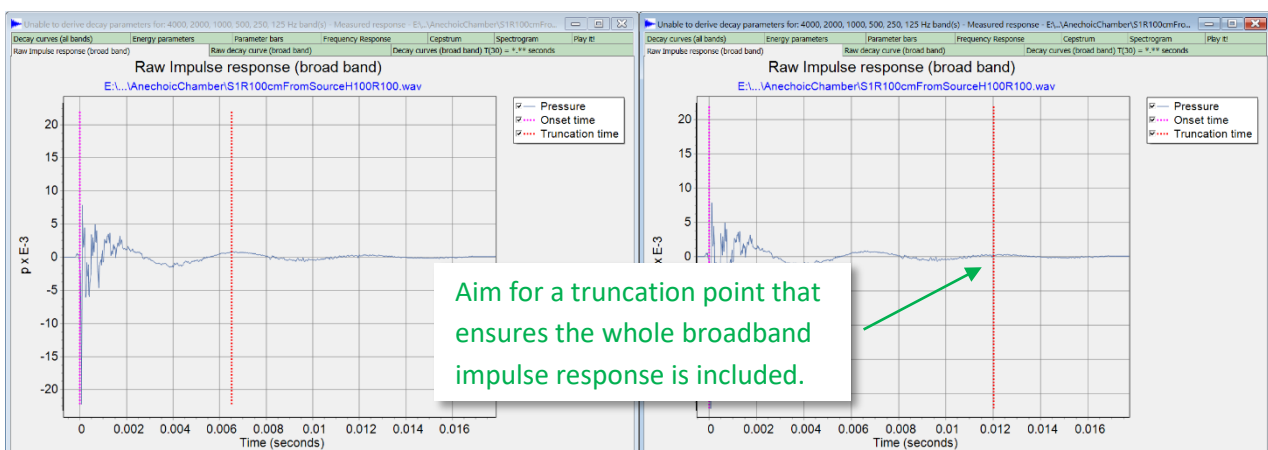 Unable to derive decay parameters for: 4000, 2000, 1000, 500, 250, 125 Hz band(s) - Measured response - E:\...\AnechoicChamber\S1R100cmFro...
Decay curves (all bands) Energy parameters Parameter bars Frequency Response Cepstrum Spectrogram Play it!
Raw Impulse response (broad band) Raw decay curve (broad band) Decay curves (broad band) T(30) = *.** seconds
Raw Impulse response (broad band)
E:\...\AnechoicChamber\S1R100cmFromSourceH100R100.wav
Pressure
Onset time
Truncation time
20
15
10
5
0
-5
-10
-15
-20
p x E-3
0 0.002 0.004 0.006 0.008 0.01 0.012 0.014 0.016
Time (seconds)
Unable to derive decay parameters for: 4000, 2000, 1000, 500, 250, 125 Hz band(s) - Measured response - E:\...\AnechoicChamber\S1R100cmFro...
Decay curves (all bands) Energy parameters Parameter bars Frequency Response Cepstrum Spectrogram Play it!
Raw Impulse response (broad band) Raw decay curve (broad band) Decay curves (broad band) T(30) = *.** seconds
Raw Impulse response (broad band)
E:\...\AnechoicChamber\S1R100cmFromSourceH100R100.wav
Pressure
Onset time
Truncation time
20
15
10
5
0
x E-3
0 0.002 0.004 0.006 0.008 0.01 0.012 0.014 0.016
Time (seconds)
Aim for a truncation point that
ensures the whole broadband
impulse response is included.